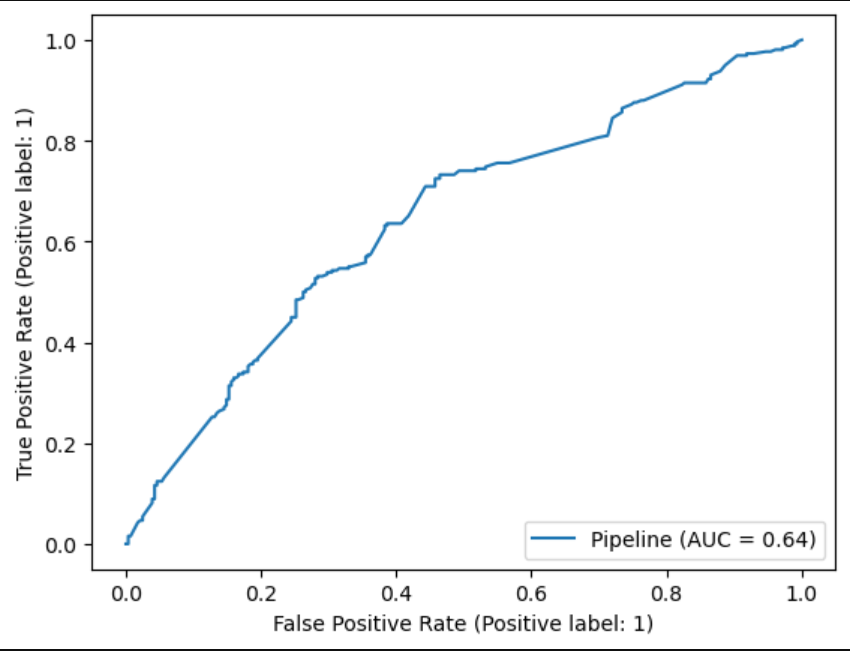 True Positive Rate (Positive label: 1)
1.0
0.8
0.6
0.4
0.2
0.0
Pipeline (AUC = 0.64)
0.0 0.2 0.4 0.6 0.8 1.0
False Positive Rate (Positive label: 1)